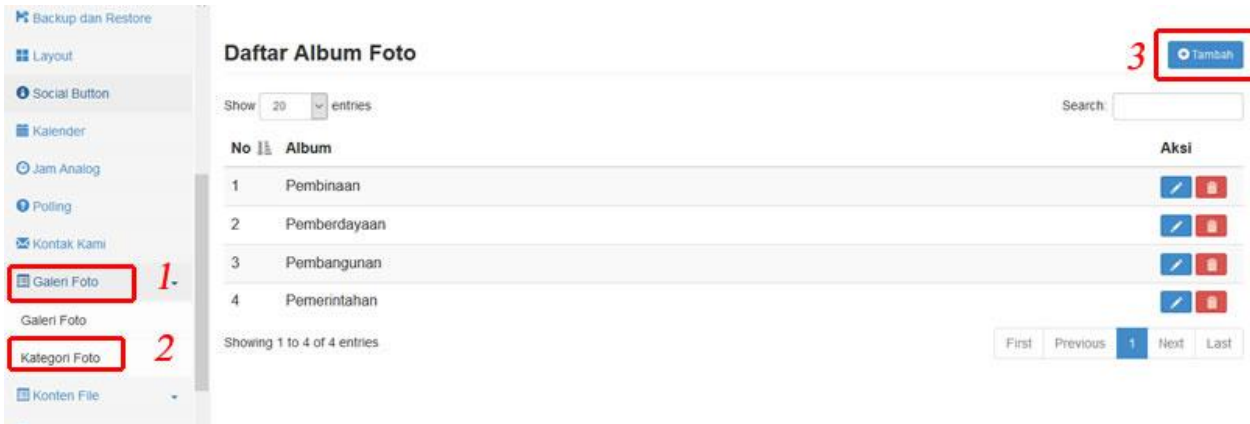 Backup dan Restore
Layout
Social Button
Kalender
Jam Analog
Polling
Kontak Kami
Galeri Foto 1
Galeri Foto
Kategori Foto 2
Konten File
Daftar Album Foto
3 Tambah
Show 20 entries Search:
No Album Aksi
1 Pembinaan
2 Pemberdayaan
3 Pembangunan
4 Pemerintahan
Showing 1 to 4 of 4 entries First Previous 1 Next Last